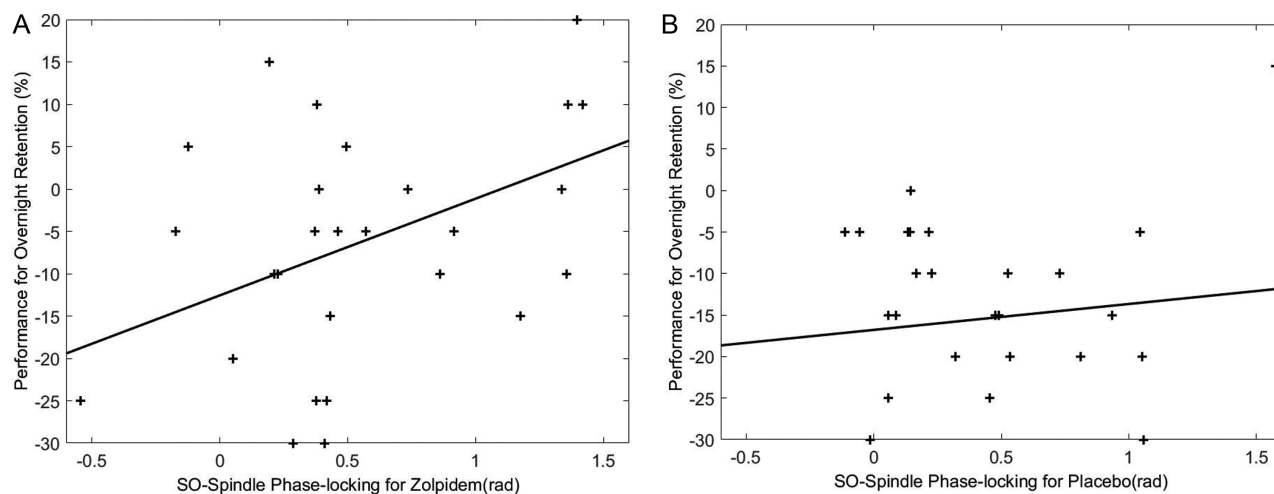 A
20
15
10
5
0
-5
-10
-15
-20
-25
-30
Performance for Overnight Retention (%)
-0.5 0 0.5 1 1.5
SO-Spindle Phase-locking for Zolpidem(rad)
B
20
15
10
5
0
-5
-10
-15
-20
-25
-30
Performance for Overnight Retention (%)
-0.5 0 0.5 1 1.5
SO-Spindle Phase-locking for Placebo(rad)